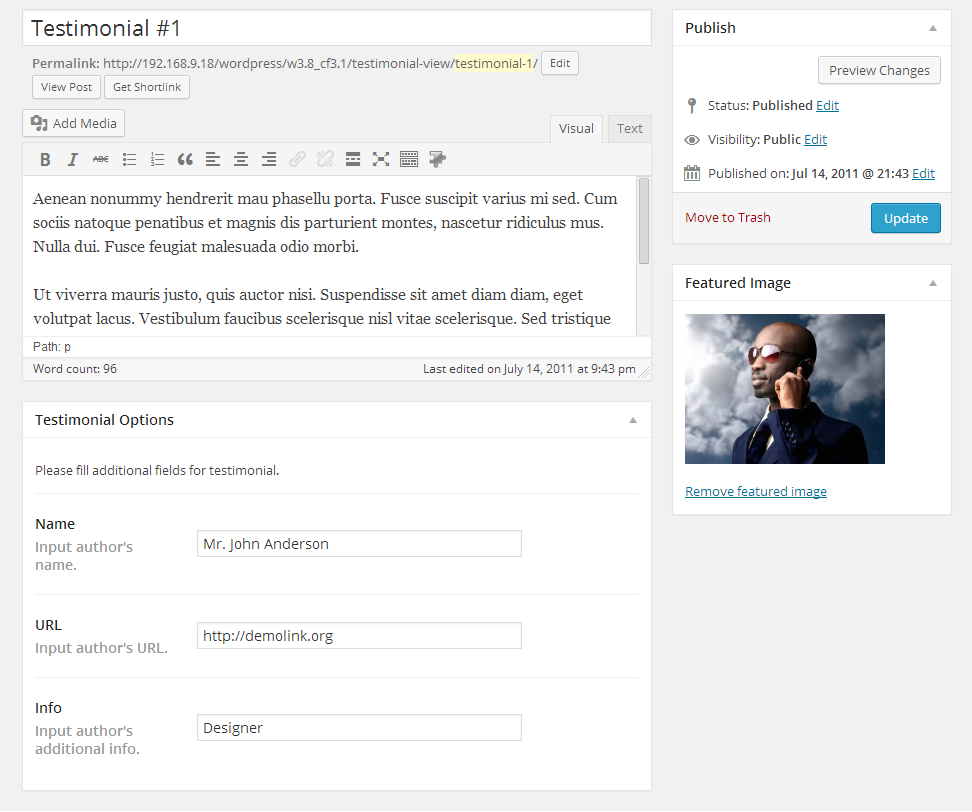 Testimonial #1
Permalink: http://192.168.9.18/wordpress/w3.8_cf3.1/testimonial-view/testimonial-1/ Edit
View Post Get Shortlink
Add Media
Visual Text
B I ABC
Aenean nonummy hendrerit mau phasellu porta. Fusce suscipit varius mi sed. Cum
sociis natoque penatibus et magnis dis parturient montes, nascetur ridiculus mus.
Nulla dui. Fusce feugiat malesuada odio morbi.
Ut viverra mauris justo, quis auctor nisi. Suspendisse sit amet diam diam, eget
volutpat lacus. Vestibulum faucibus scelerisque nisl vitae scelerisque. Sed tristique
Path: p
Word count: 96 Last edited on July 14, 2011 at 9:43 pm
Testimonial Options
Please fill additional fields for testimonial.
Name
Input author's
name.
Mr. John Anderson
URL
Input author's URL.
http://demolink.org
Info
Input author's
additional info.
Designer
Publish
Preview Changes
Status: Published Edit
Visibility: Public Edit
Published on: Jul 14, 2011 @ 21:43 Edit
Move to Trash Update
Featured Image
Remove featured image